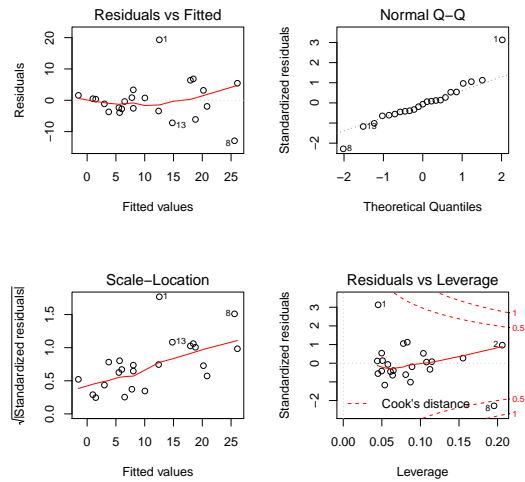 Residuals vs Fitted
Residuals
20
10
0
−10
1
13
8
0 5 10 15 20 25
Fitted values
Normal Q−Q
Standardized residuals
3
2
1
0
−2
1
13
8
−2 −1 0 1 2
Theoretical Quantiles
Scale−Location
√|Standardized residuals|
1.5
1.0
0.5
0.0
1
8
13
0 5 10 15 20 25
Fitted values
Residuals vs Leverage
Standardized residuals
3
2
1
0
−2
1
2
8
1
0.5
0.5
1
Cook's distance
0.00 0.05 0.10 0.15 0.20
Leverage